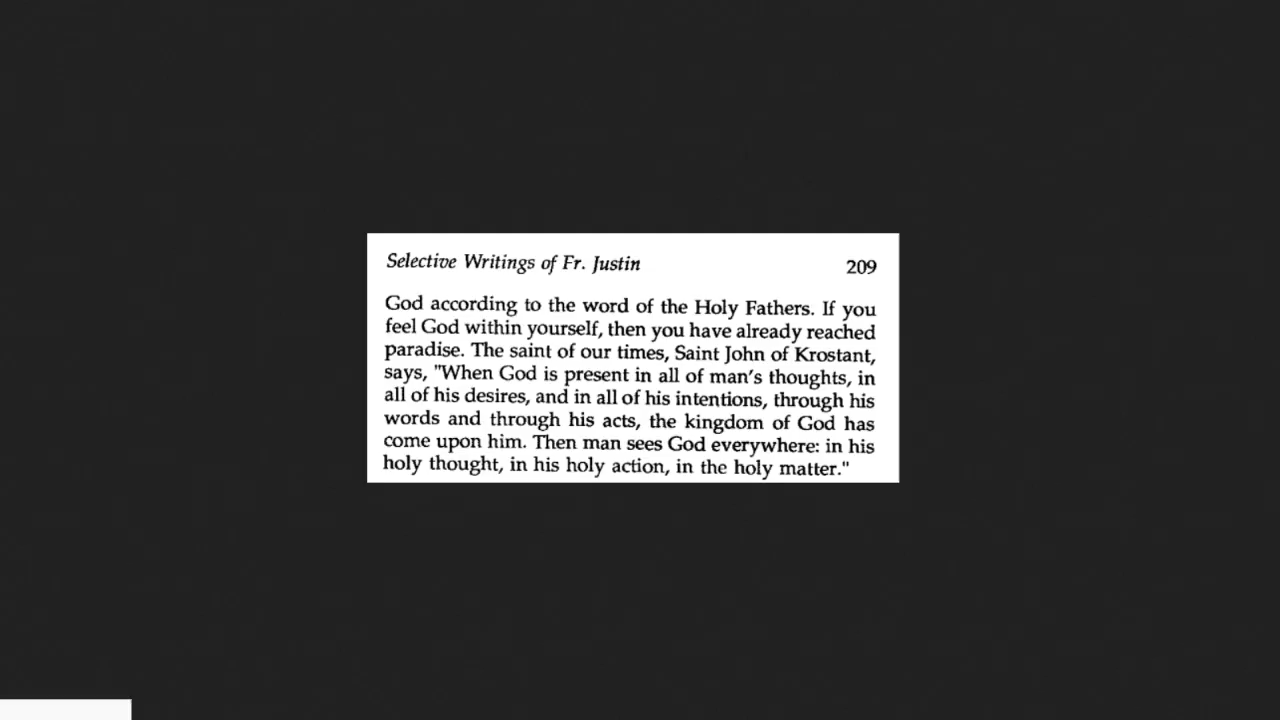 Selective Writings of Fr. Justin 209
God according to the word of the Holy Fathers. If you
feel God within yourself, then you have already reached
paradise. The saint of our times, Saint John of Krostant,
says, "When God is present in all of man's thoughts, in
all of his desires, and in all of his intentions, through his
words and through his acts, the kingdom of God has
come upon him. Then man sees God everywhere: in his
holy thought, in his holy action, in the holy matter."